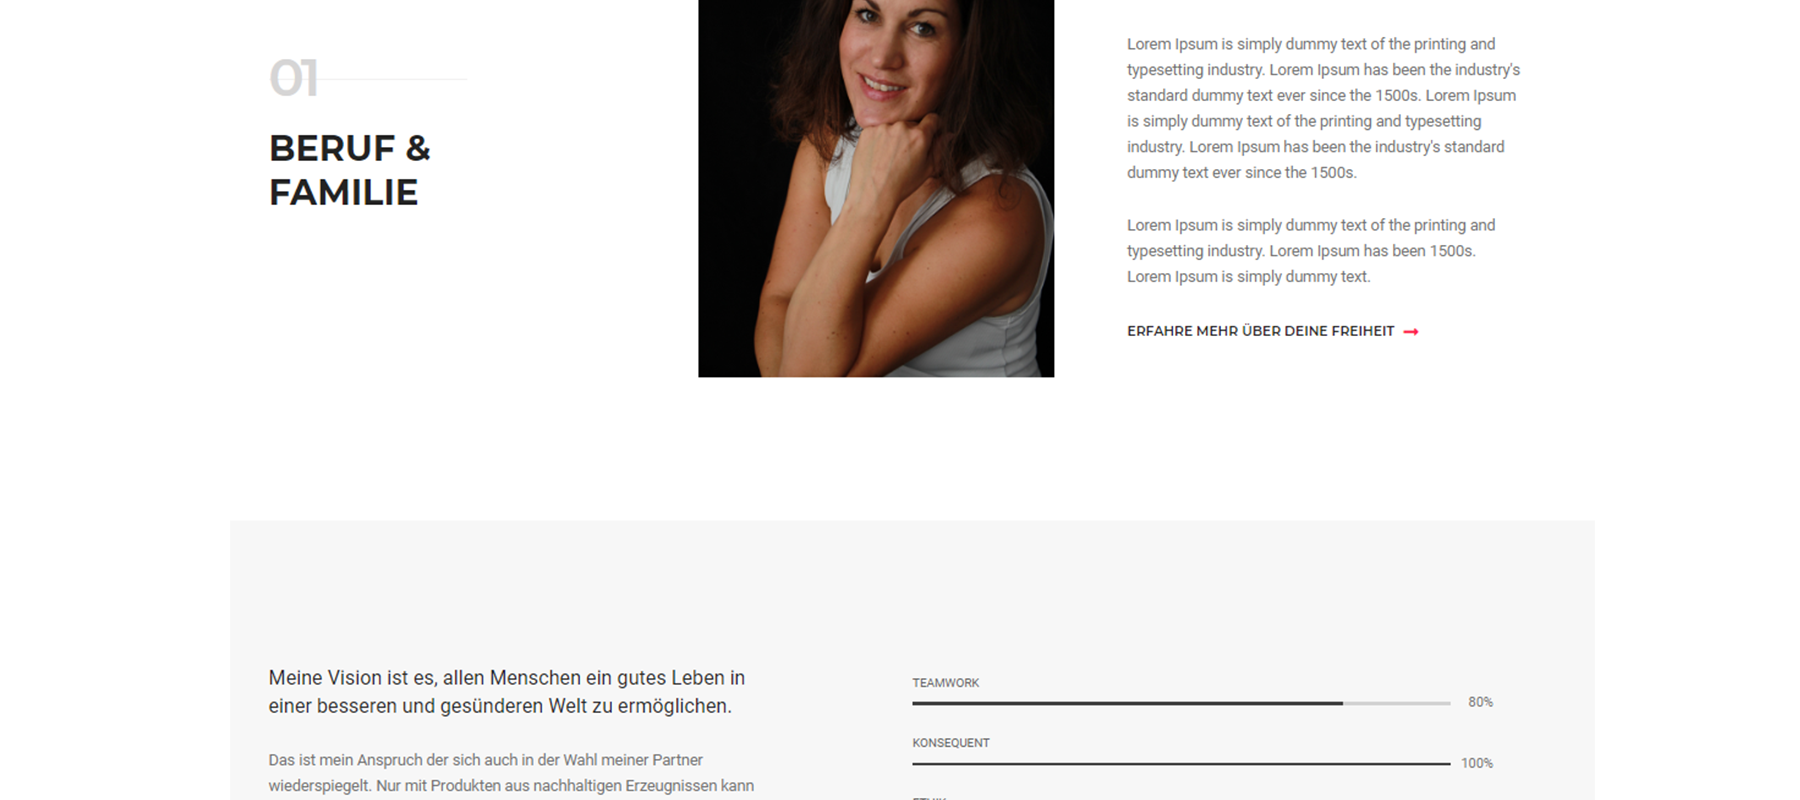 01
BERUF &
FAMILIE
Lorem Ipsum is simply dummy text of the printing and
typesetting industry. Lorem Ipsum has been the industry's
standard dummy text ever since the 1500s. Lorem Ipsum
is simply dummy text of the printing and typesetting
industry. Lorem Ipsum has been the industry's standard
dummy text ever since the 1500s.
Lorem Ipsum is simply dummy text of the printing and
typesetting industry. Lorem Ipsum has been 1500s.
Lorem Ipsum is simply dummy text.
ERFAHRE MEHR ÜBER DEINE FREIHEIT
Meine Vision ist es, allen Menschen ein gutes Leben in
einer besseren und gesünderen Welt zu ermöglichen.
Das ist mein Anspruch der sich auch in der Wahl meiner Partner
wiederspiegelt. Nur mit Produkten aus nachhaltigen Erzeugnissen kann
TEAMWORK
80%
KONSEQUENT
100%